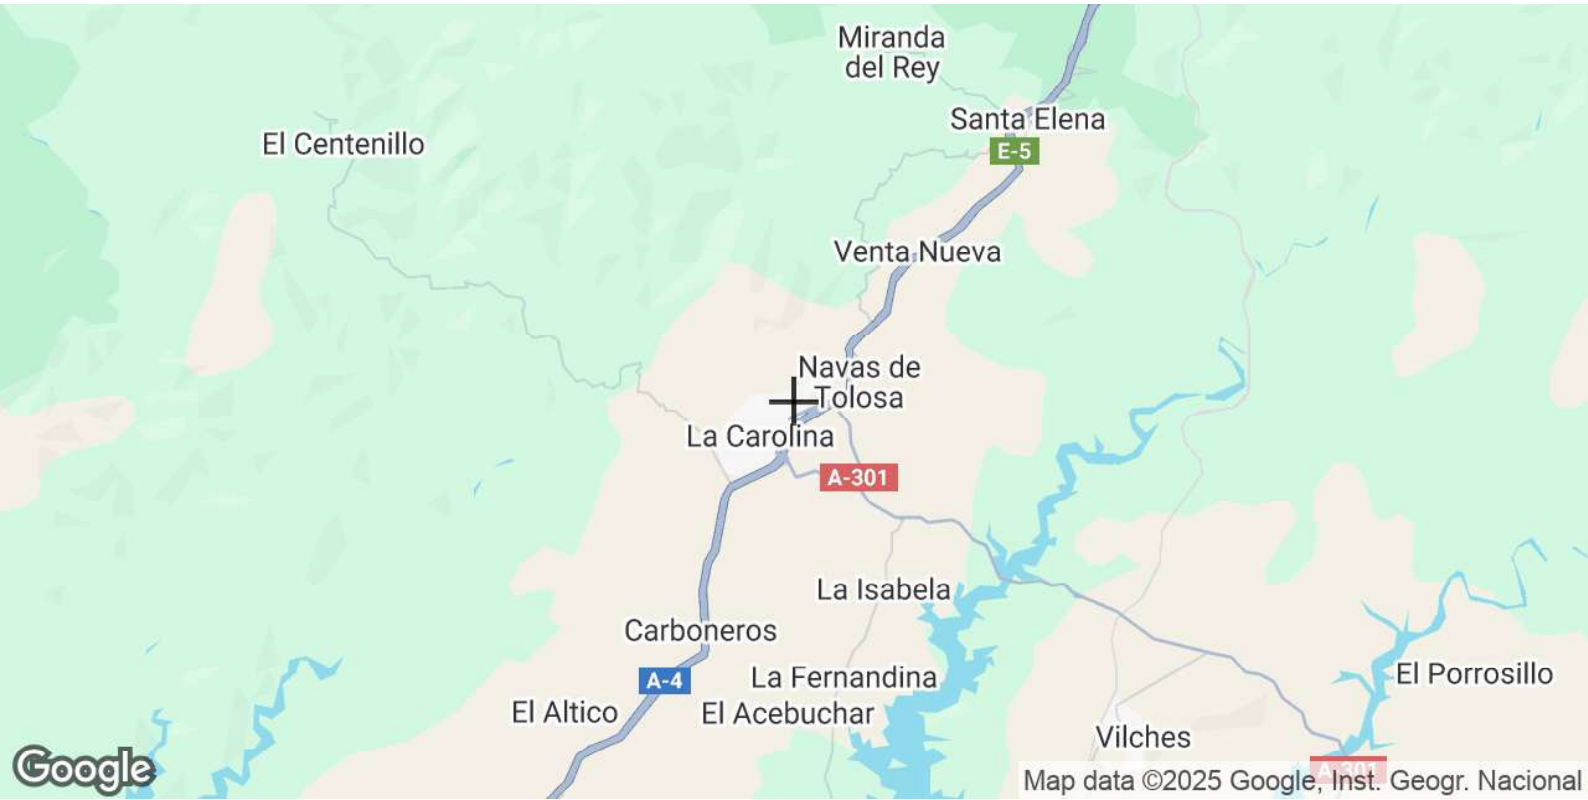 Miranda
del Rey
Santa Elena
El Centenillo
E-5
Venta Nueva
Navas de
Tolosa
La Carolina
A-301
La Isabela
Carboneros
El Porrosillo
La Fernandina
A-4
El Altico
El Acebuchar
Vilches
A-301
Google
Map data ©2025 Google, Inst. Geogr. Nacional